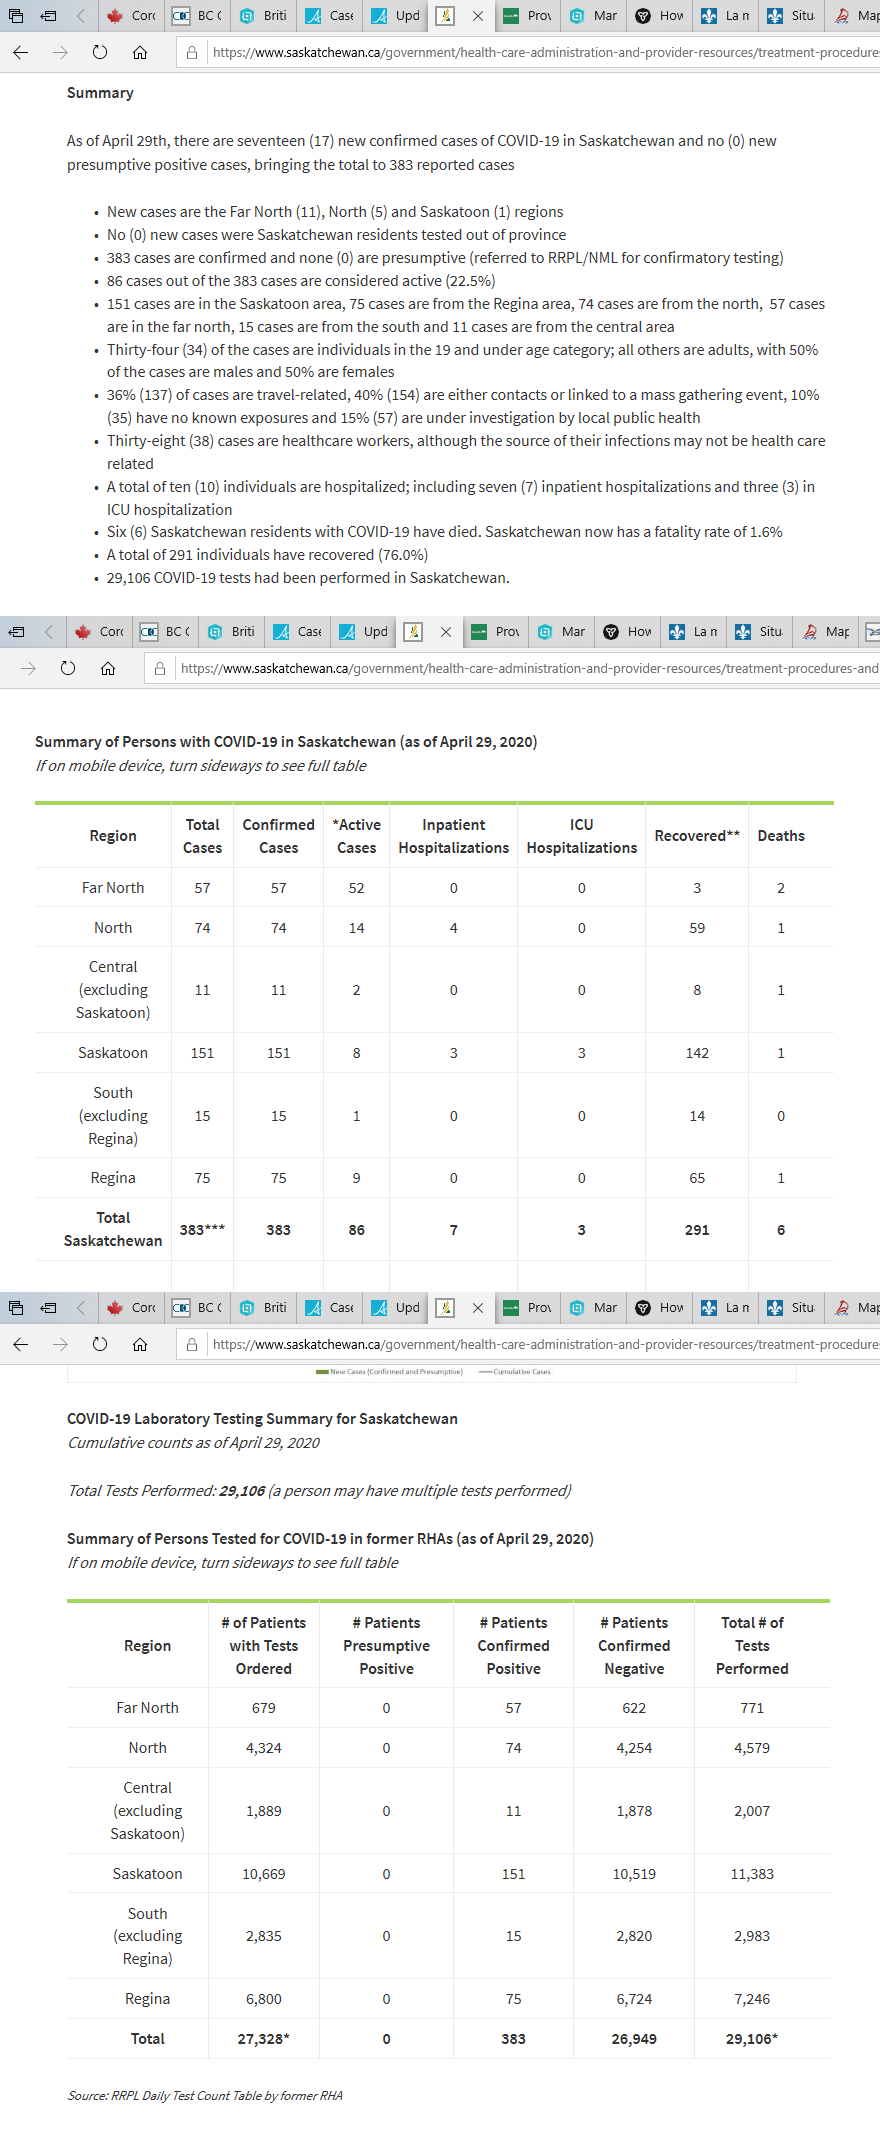 Corc
BC C
Briti
Case
Upd
Prov
Mar
How
La n
Situ
Map
https://www.saskatchewan.ca/government/health-care-administration-and-provider-resources/treatment-procedure
Summary
As of April 29th, there are seventeen (17) new confirmed cases of COVID-19 in Saskatchewan and no (0) new
presumptive positive cases, bringing the total to 383 reported cases
• New cases are the Far North (11), North (5) and Saskatoon (1) regions
• No (0) new cases were Saskatchewan residents tested out of province
• 383 cases are confirmed and none (0) are presumptive (referred to RRPL/NML for confirmatory testing)
• 86 cases out of the 383 cases are considered active (22.5%)
• 151 cases are in the Saskatoon area, 75 cases are from the Regina area, 74 cases are from the north, 57 cases
are in the far north, 15 cases are from the south and 11 cases are from the central area
• Thirty-four (34) of the cases are individuals in the 19 and under age category; all others are adults, with 50%
of the cases are males and 50% are females
• 36% (137) of cases are travel-related, 40% (154) are either contacts or linked to a mass gathering event, 10%
(35) have no known exposures and 15% (57) are under investigation by local public health
• Thirty-eight (38) cases are healthcare workers, although the source of their infections may not be health care
related
• A total of ten (10) individuals are hospitalized; including seven (7) inpatient hospitalizations and three (3) in
ICU hospitalization
• Six (6) Saskatchewan residents with COVID-19 have died. Saskatchewan now has a fatality rate of 1.6%
• A total of 291 individuals have recovered (76.0%)
• 29,106 COVID-19 tests had been performed in Saskatchewan.
Corc
BC C
Briti
Case
Upd
Prov
Mar
How
La n
Situ
Map
https://www.saskatchewan.ca/government/health-care-administration-and-provider-resources/treatment-procedures-and
Summary of Persons with COVID-19 in Saskatchewan (as of April 29, 2020)
If on mobile device, turn sideways to see full table
Region Total Cases Confirmed Cases *Active Cases Inpatient Hospitalizations ICU Hospitalizations Recovered** Deaths
Far North 57 57 52 0 0 3 2
North 74 74 14 4 0 59 1
Central (excluding Saskatoon) 11 11 2 0 0 8 1
Saskatoon 151 151 8 3 3 142 1
South (excluding Regina) 15 15 1 0 0 14 0
Regina 75 75 9 0 0 65 1
Total Saskatchewan 383*** 383 86 7 3 291 6
Corc
BC C
Briti
Case
Upd
Prov
Mar
How
La n
Situ
Map
https://www.saskatchewan.ca/government/health-care-administration-and-provider-resources/treatment-procedure
New Cases (Confirmed and Presumptive) Cumulative Cases
COVID-19 Laboratory Testing Summary for Saskatchewan
Cumulative counts as of April 29, 2020
Total Tests Performed: 29,106 (a person may have multiple tests performed)
Summary of Persons Tested for COVID-19 in former RHAs (as of April 29, 2020)
If on mobile device, turn sideways to see full table
Region # of Patients with Tests Ordered # Patients Presumptive Positive # Patients Confirmed Positive # Patients Confirmed Negative Total # of Tests Performed
Far North 679 0 57 622 771
North 4,324 0 74 4,254 4,579
Central (excluding Saskatoon) 1,889 0 11 1,878 2,007
Saskatoon 10,669 0 151 10,519 11,383
South (excluding Regina) 2,835 0 15 2,820 2,983
Regina 6,800 0 75 6,724 7,246
Total 27,328* 0 383 26,949 29,106*
Source: RRPL Daily Test Count Table by former RHA